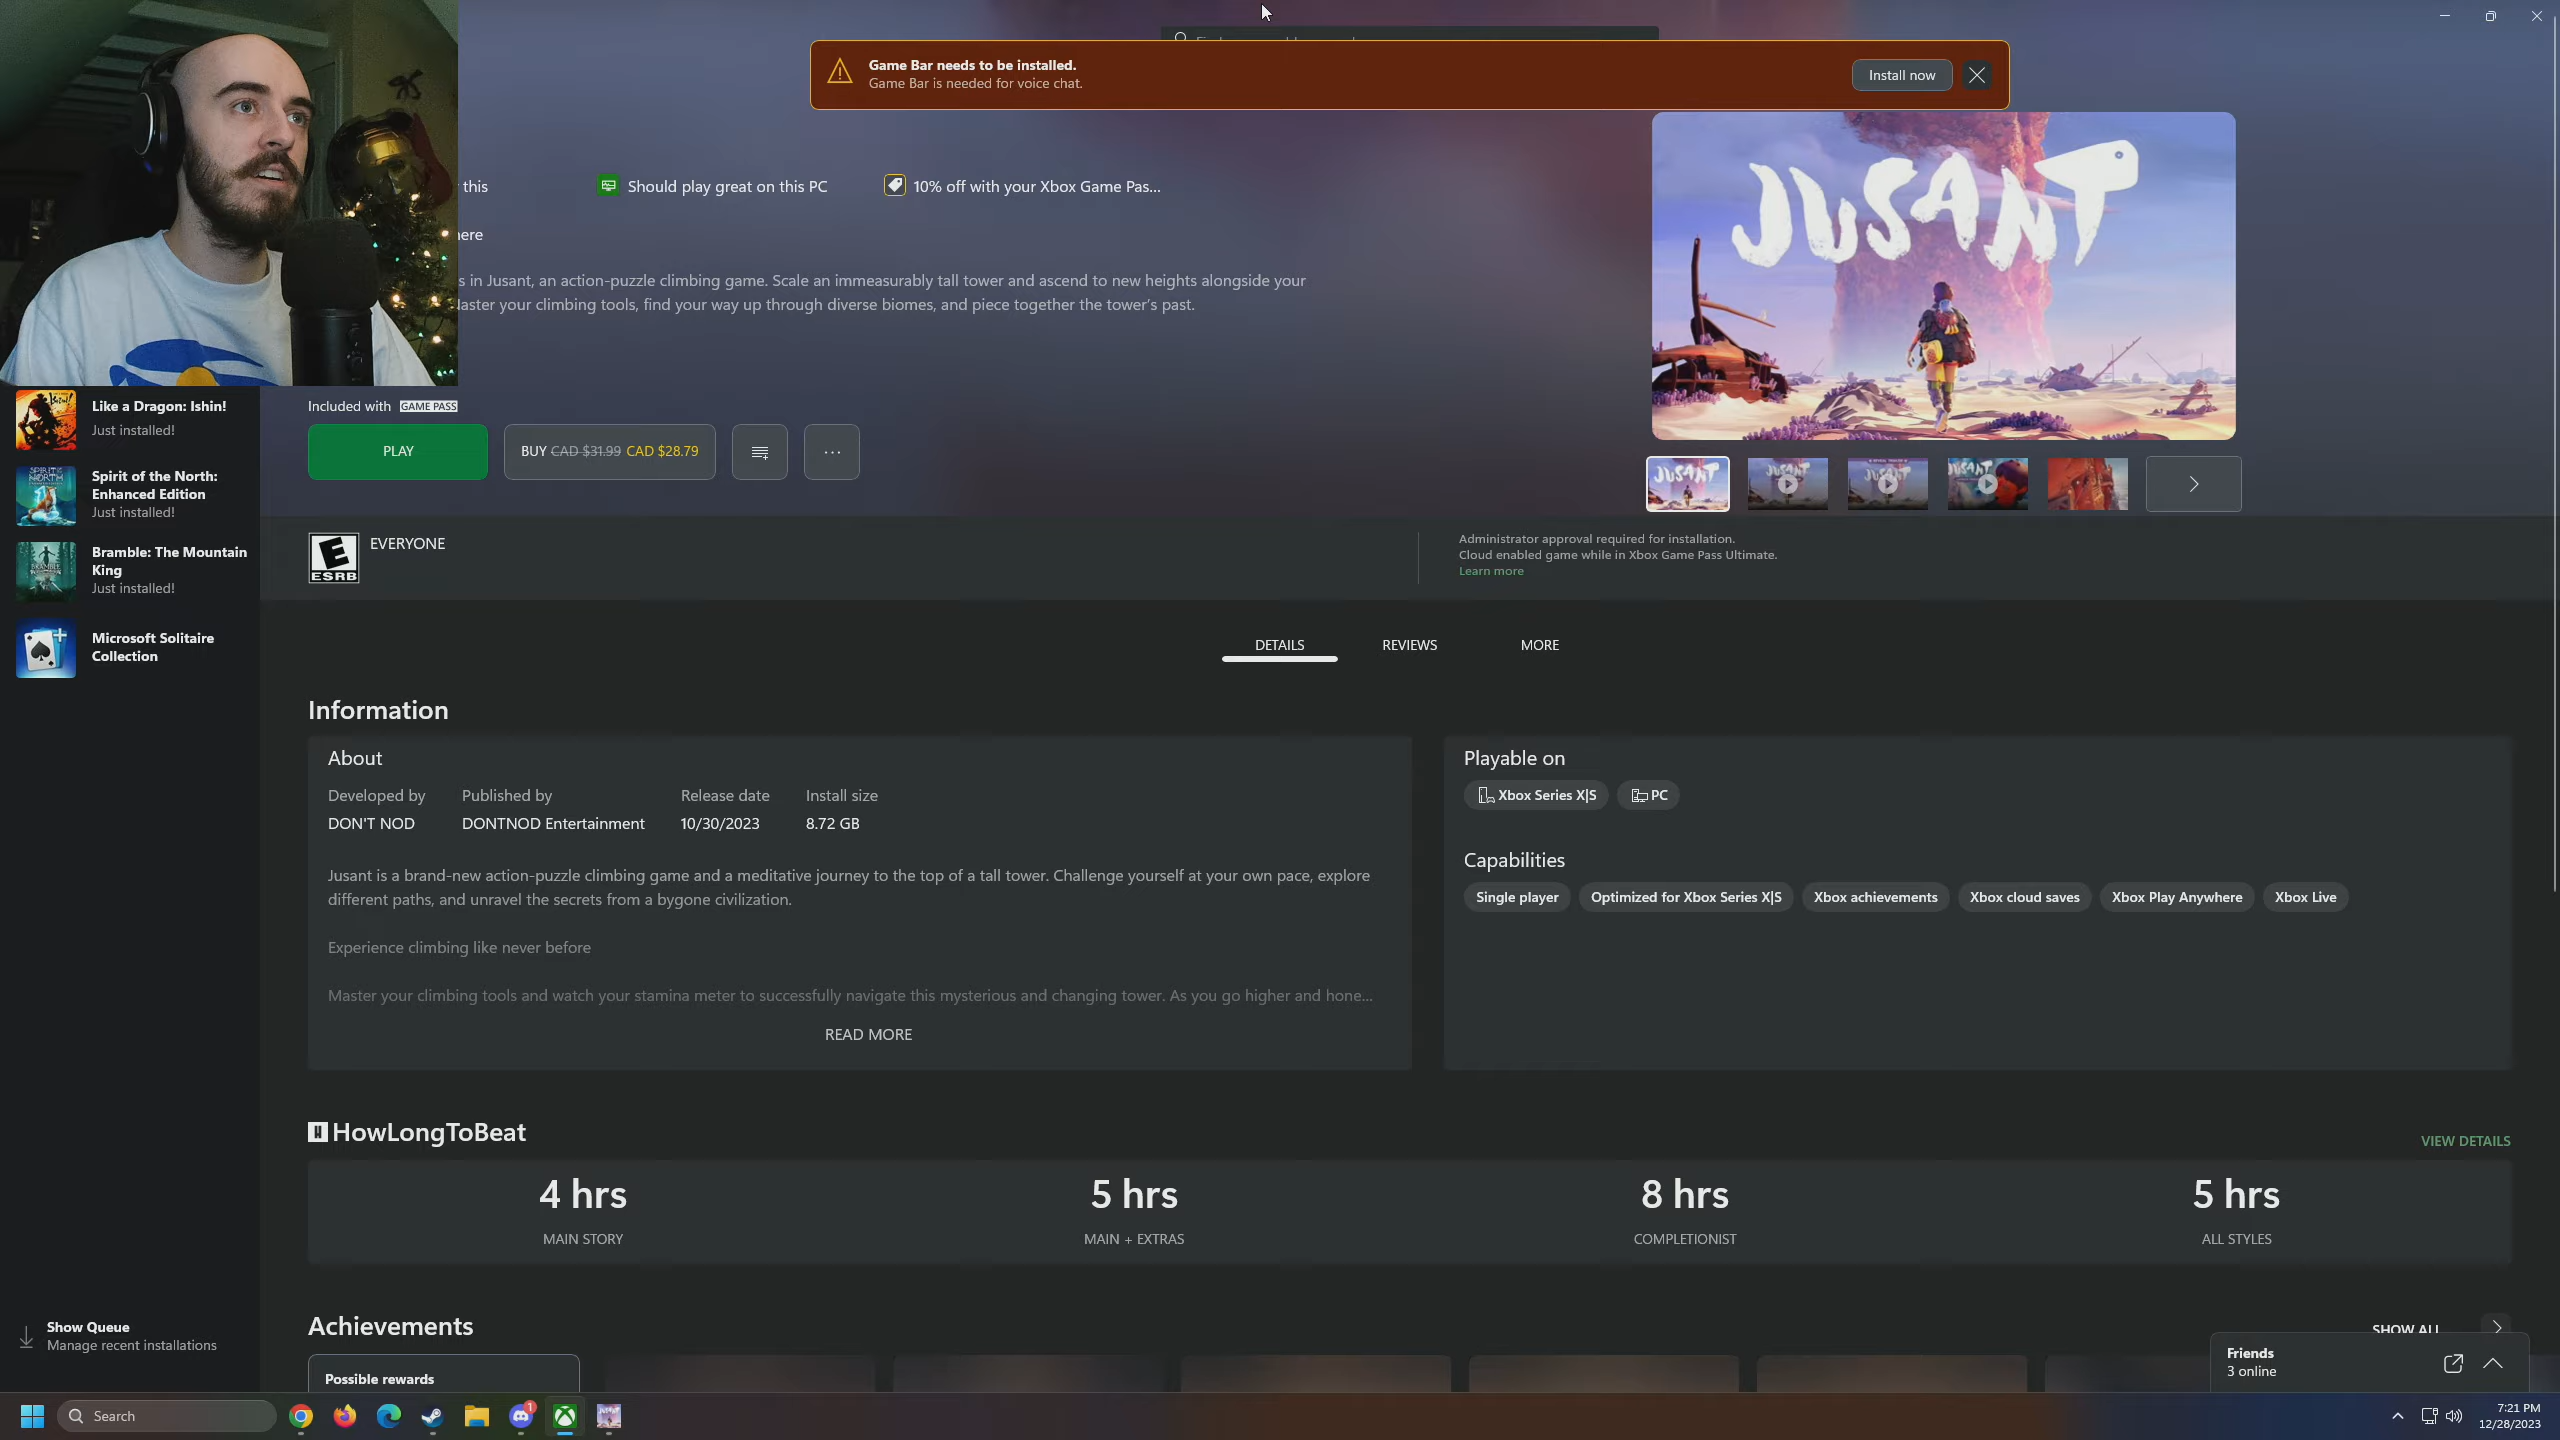 Game Bar needs to be installed.
Game Bar is needed for voice chat.
Install now
this
Should play great on this PC
10% off with your Xbox Game Pas...
here
s in Jusant, an action-puzzle climbing game. Scale an immeasurably tall tower and ascend to new heights alongside your
aster your climbing tools, find your way up through diverse biomes, and piece together the tower's past.
JUSANT
Included with GAME PASS
PLAY
BUY CAD $31.99 CAD $28.79
Like a Dragon: Ishin!
Just installed!
Spirit of the North:
Enhanced Edition
Just installed!
Bramble: The Mountain
King
Just installed!
Microsoft Solitaire
Collection
E
ESRB
EVERYONE
Administrator approval required for installation.
Cloud enabled game while in Xbox Game Pass Ultimate.
Learn more
DETAILS
REVIEWS
MORE
Information
About
Developed by
Published by
Release date
Install size
DON'T NOD
DONTNOD Entertainment
10/30/2023
8.72 GB
Jusant is a brand-new action-puzzle climbing game and a meditative journey to the top of a tall tower. Challenge yourself at your own pace, explore
different paths, and unravel the secrets from a bygone civilization.
Experience climbing like never before
Master your climbing tools and watch your stamina meter to successfully navigate this mysterious and changing tower. As you go higher and hone...
READ MORE
Playable on
Xbox Series X|S
PC
Capabilities
Single player
Optimized for Xbox Series X|S
Xbox achievements
Xbox cloud saves
Xbox Play Anywhere
Xbox Live
HowLongToBeat
VIEW DETAILS
4 hrs
MAIN STORY
5 hrs
MAIN + EXTRAS
8 hrs
COMPLETIONIST
5 hrs
ALL STYLES
Achievements
SHOW ALL
Possible rewards
Show Queue
Manage recent installations
Friends
3 online
Search
1
7:21 PM
12/28/2023